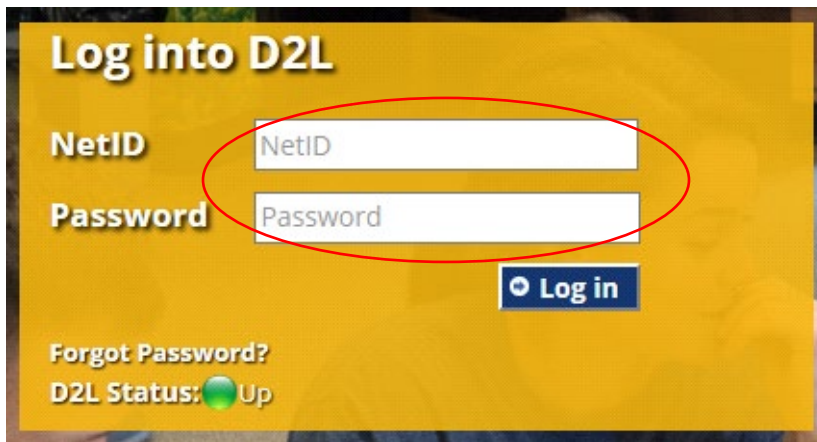 Log into D2L
NetID NetID
Password Password
Log in
Forgot Password?
D2L Status: Up